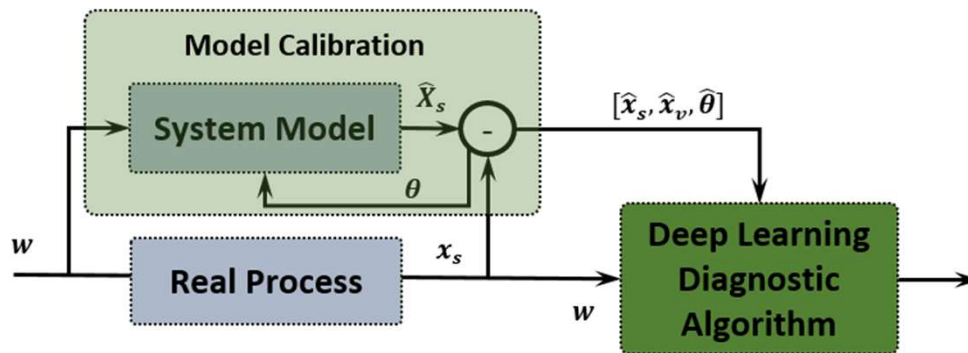 Model Calibration
System Model
X̂ₛ
-
[x̂ₛ, x̂ᵥ, θ̂]
θ
w
Real Process
xₛ
w
Deep Learning
Diagnostic
Algorithm